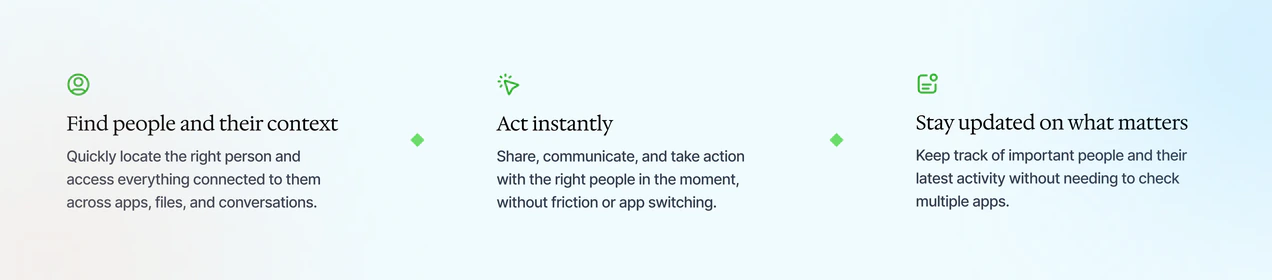 Find people and their context
Quickly locate the right person and
access everything connected to them
across apps, files, and conversations.
Act instantly
Share, communicate, and take action
with the right people in the moment,
without friction or app switching.
Stay updated on what matters
Keep track of important people and their
latest activity without needing to check
multiple apps.